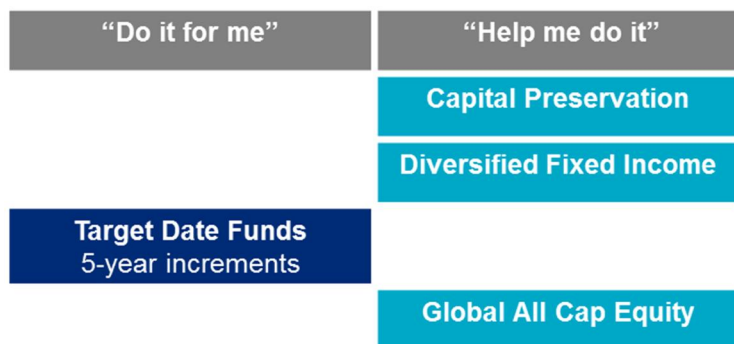 “Do it for me”
“Help me do it”
Capital Preservation
Diversified Fixed Income
Target Date Funds
5-year increments
Global All Cap Equity